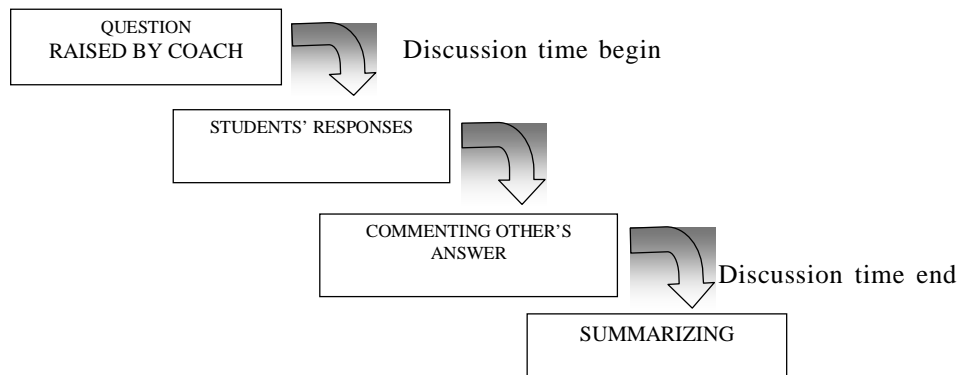 QUESTION
RAISED BY COACH
Discussion time begin
STUDENTS’ RESPONSES
COMMENTING OTHER’S
ANSWER
Discussion time end
SUMMARIZING